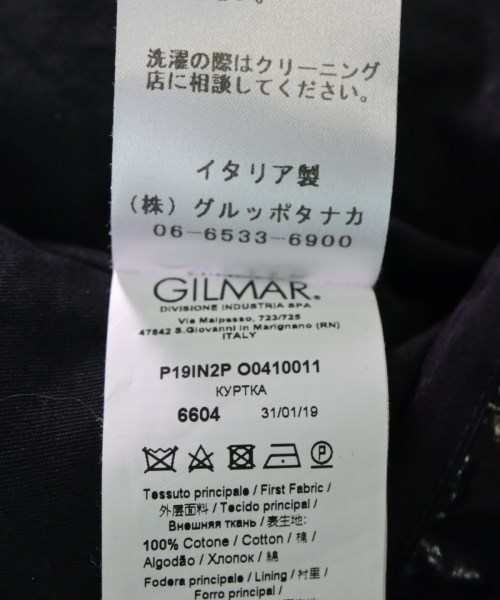 洗濯の際はクリーニング
店に相談してください。
イタリア製
(株) グルッポタナカ
06-6533-6900
GILMAR®
DIVISIONE INDUSTRIA SPA
Via Malpasso, 723/725
47842 S.Giovanni in Marignano (RN)
ITALY
P19IN2P O0410011
КУРТКА
6604 31/01/19
Tessuto principale / First Fabric /
外层面料 / Tecido principal /
Внешняя ткань / 表生地:
100% Cotone / Cotton / 棉 /
Algodão / Хлопок / 綿
Fodera principale / Lining / 衬里 /
Forro principal /